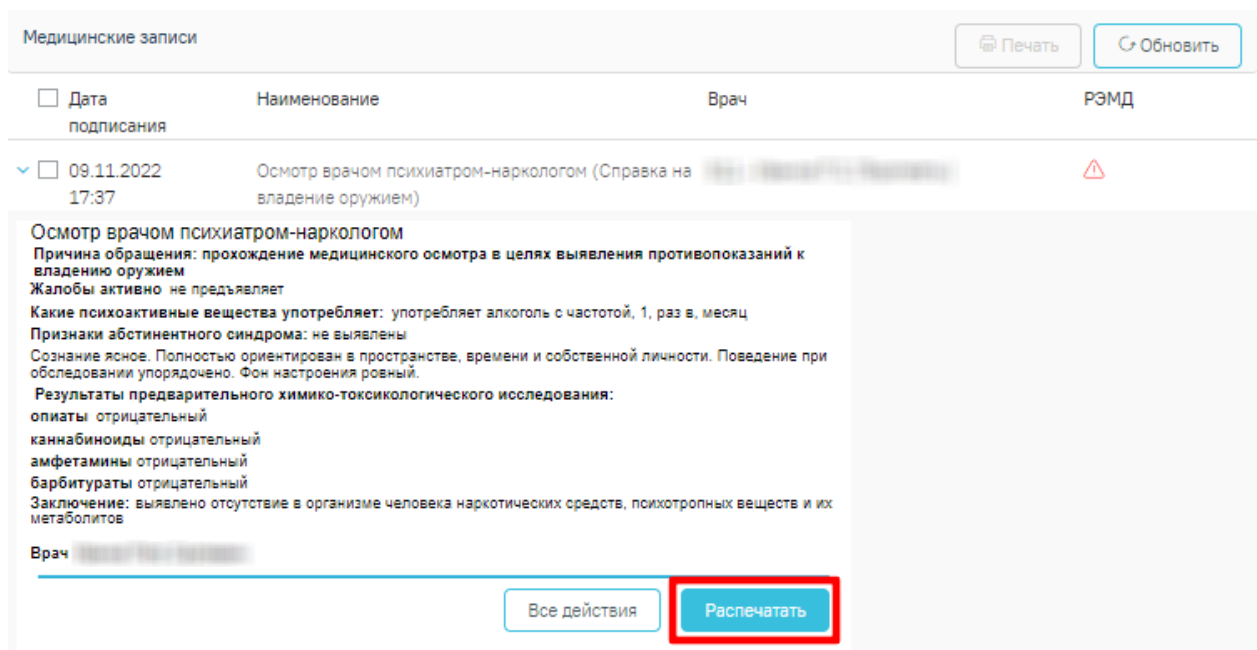 Медицинские записи
Печать
Обновить
Дата
подписания
Наименование
Врач
РЭМД
09.11.2022
17:37
Осмотр врачом психиатром-наркологом (Справка на
владение оружием)
Осмотр врачом психиатром-наркологом
Причина обращения: прохождение медицинского осмотра в целях выявления противопоказаний к
владению оружием
Жалобы активно не предъявляет
Какие психоактивные вещества употребляет: употребляет алкоголь с частотой, 1, раз в, месяц
Признаки абстинентного синдрома: не выявлены
Сознание ясное. Полностью ориентирован в пространстве, времени и собственной личности. Поведение при
обследовании упорядочено. Фон настроения ровный.
Результаты предварительного химико-токсикологического исследования:
опиаты отрицательный
каннабиноиды отрицательный
амфетамины отрицательный
барбитураты отрицательный
Заключение: выявлено отсутствие в организме человека наркотических средств, психотропных веществ и их
метаболитов
Врач
Все действия
Распечатать